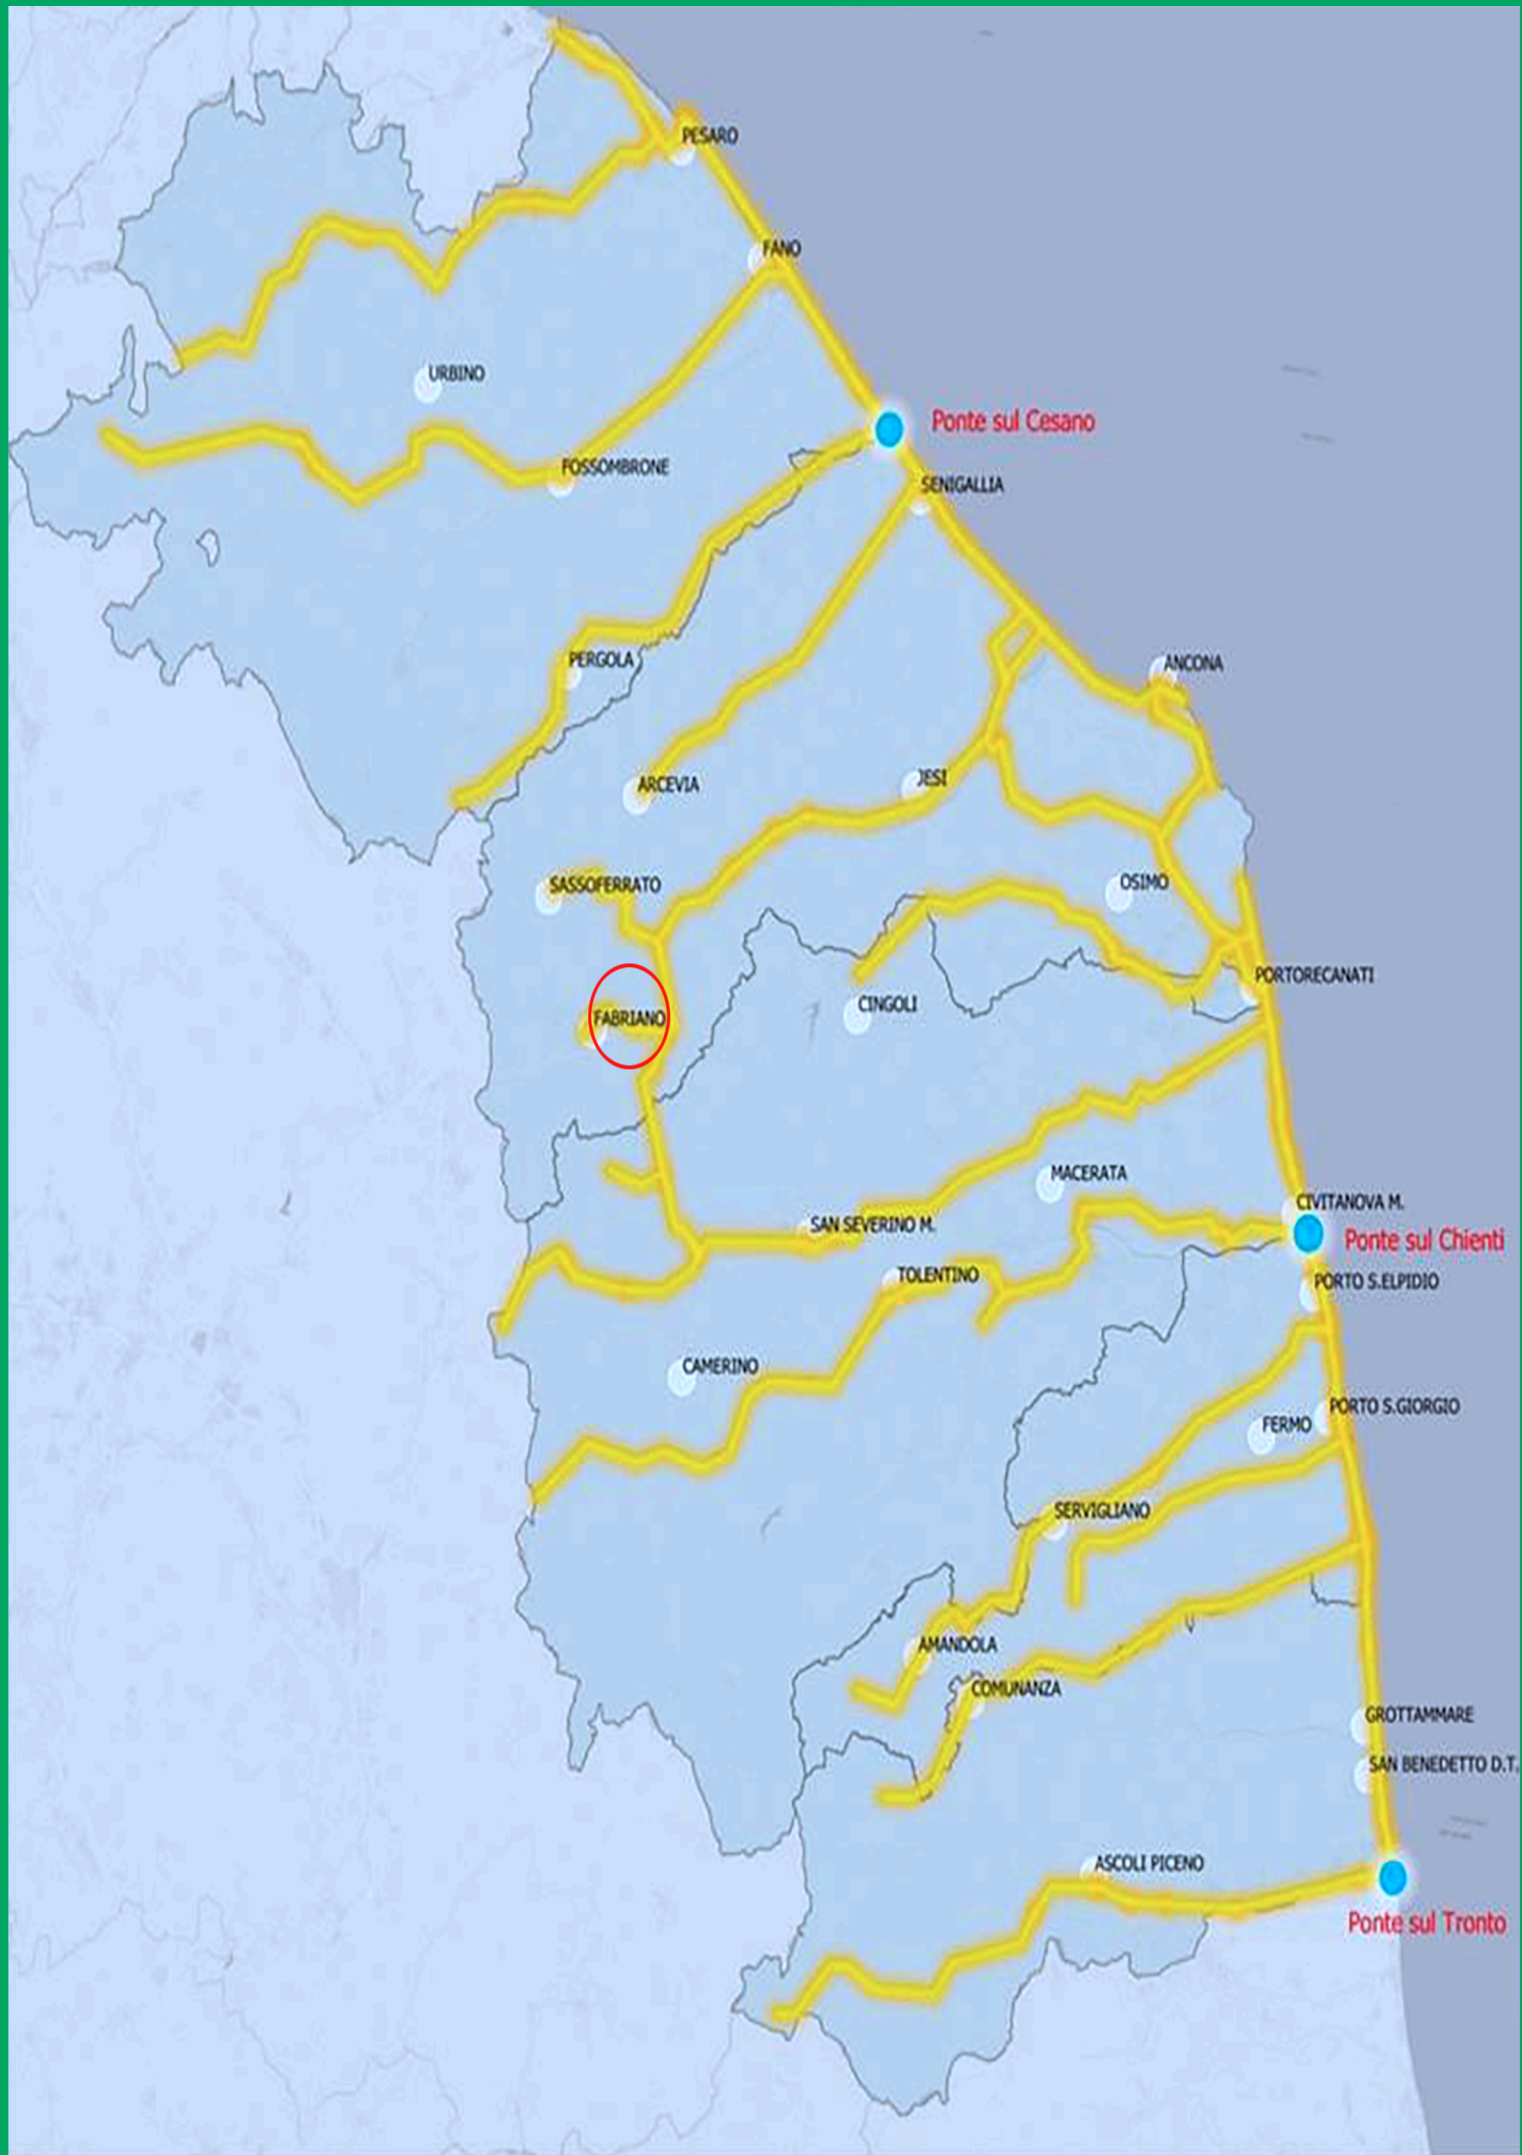 PESARO
FANO
URBINO
Ponte sul Cesano
FOSSOMBRONE
SENIGALLIA
PERGOLA
ANCONA
ARCEVIA
JESI
SASSOFERRATO
OSIMO
PORTORECANATI
CINGOLI
FABRIANO
MACERATA
CIVITANOVA M.
SAN SEVERINO M.
Ponte sul Chienti
TOLENTINO
PORTO S.ELPIDIO
CAMERINO
PORTO S.GIORGIO
FERMO
SERVIGLIANO
AMANDOLA
COMUNANZA
GROTTAMMARE
SAN BENEDETTO D.T.
ASCOLI PICENO
Ponte sul Tronto